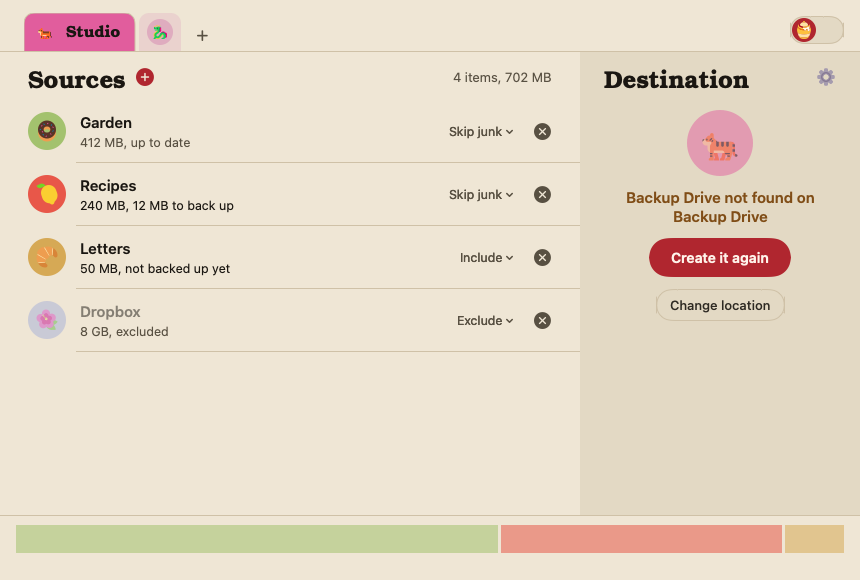 Studio
+
Sources
4 items, 702 MB
Garden
412 MB, up to date
Skip junk
Recipes
240 MB, 12 MB to back up
Skip junk
Letters
50 MB, not backed up yet
Include
Dropbox
8 GB, excluded
Exclude
Destination
Backup Drive not found on
Backup Drive
Create it again
Change location